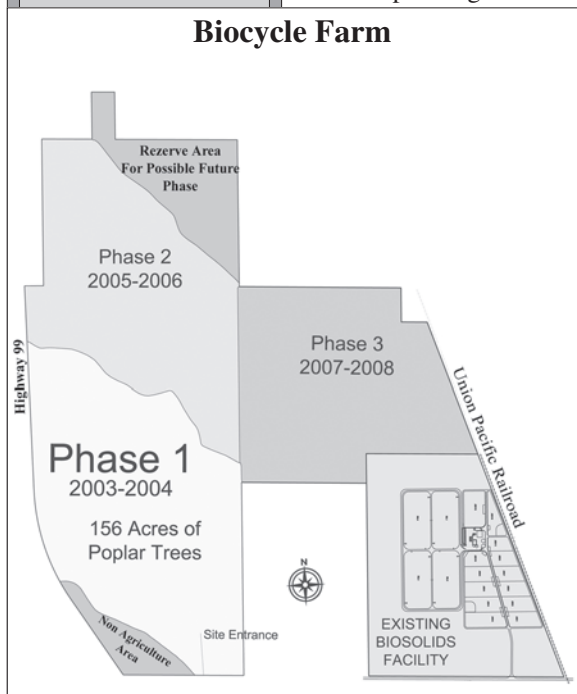 Biocycle Farm
Rezerve Area
For Possible Future
Phase
Phase 2
2005-2006
Phase 3
2007-2008
Highway 99
Union Pacific Railroad
Phase 1
2003-2004
156 Acres of
Poplar Trees
N
Non Agriculture
Area
Site Entrance
EXISTING
BIOSOLIDS
FACILITY